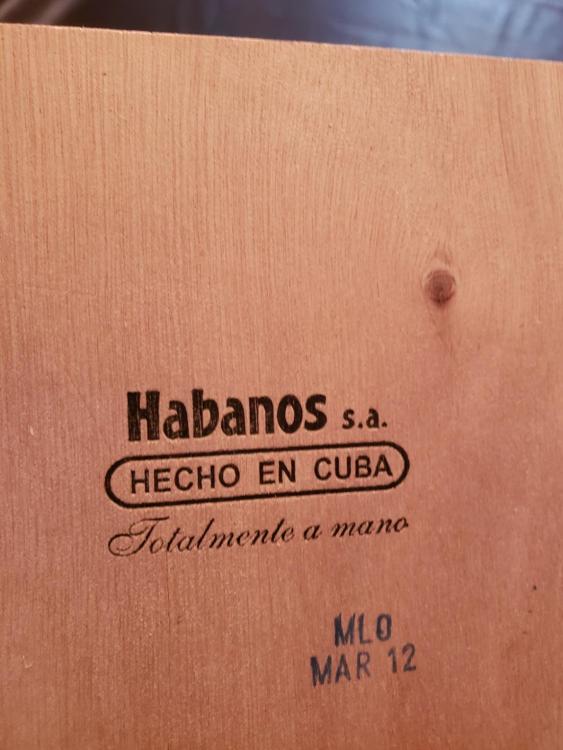 Habanos s.a.
HECHO EN CUBA
Totalmente a mano
MLO
MAR 12